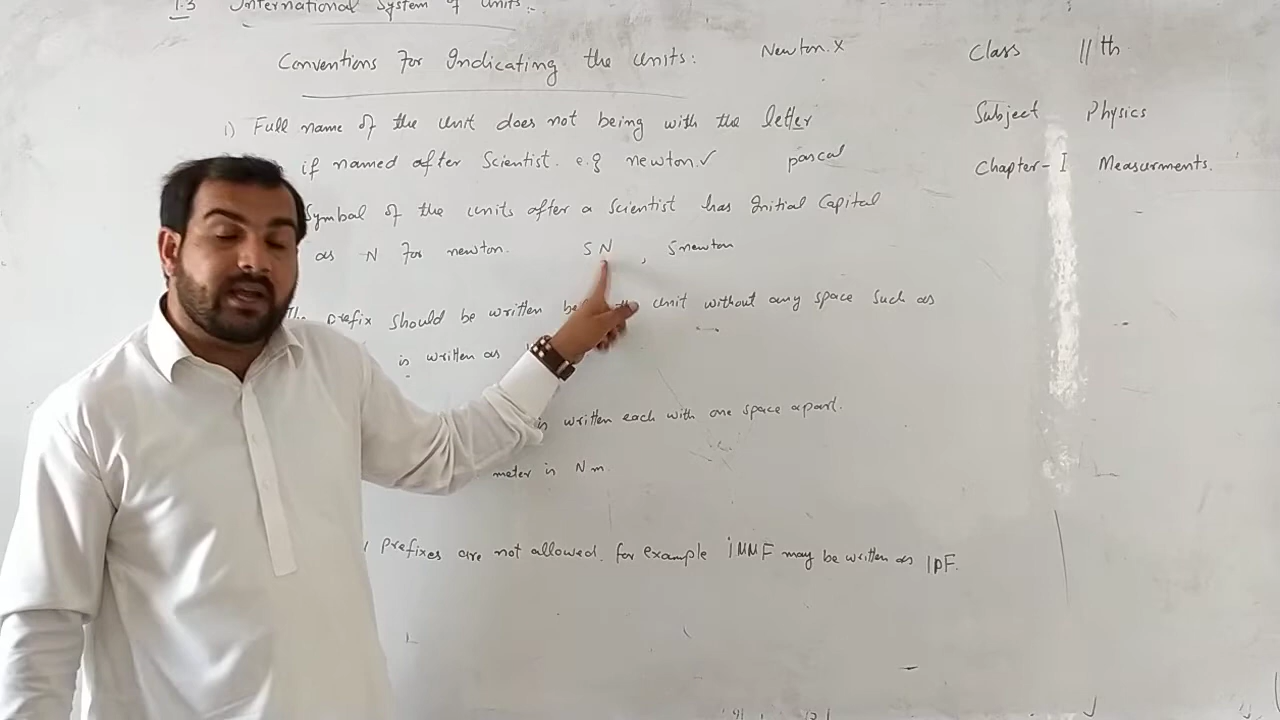 1.3 International System of Units:-
Conventions For Indicating the Units: Newton. X
Class 11th
Subject Physics
Chapter-I Measurments.
1) Full name of the unit does not being with the letter
if named after Scientist. e.g newton. ✓ pascal
Symbol of the units after a Scientist has Initial Capital
as N For newton. 5N , 5newton
prefix should be written the unit without any space such as
is written as
is written each with one space apart.
meter is N m.
Prefixes are not allowed. for example 1MMF may be written as 1PF.